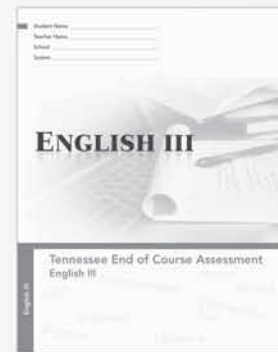 Student Name
Teacher Name
School
System
ENGLISH III
Tennessee End of Course Assessment
English III
English III